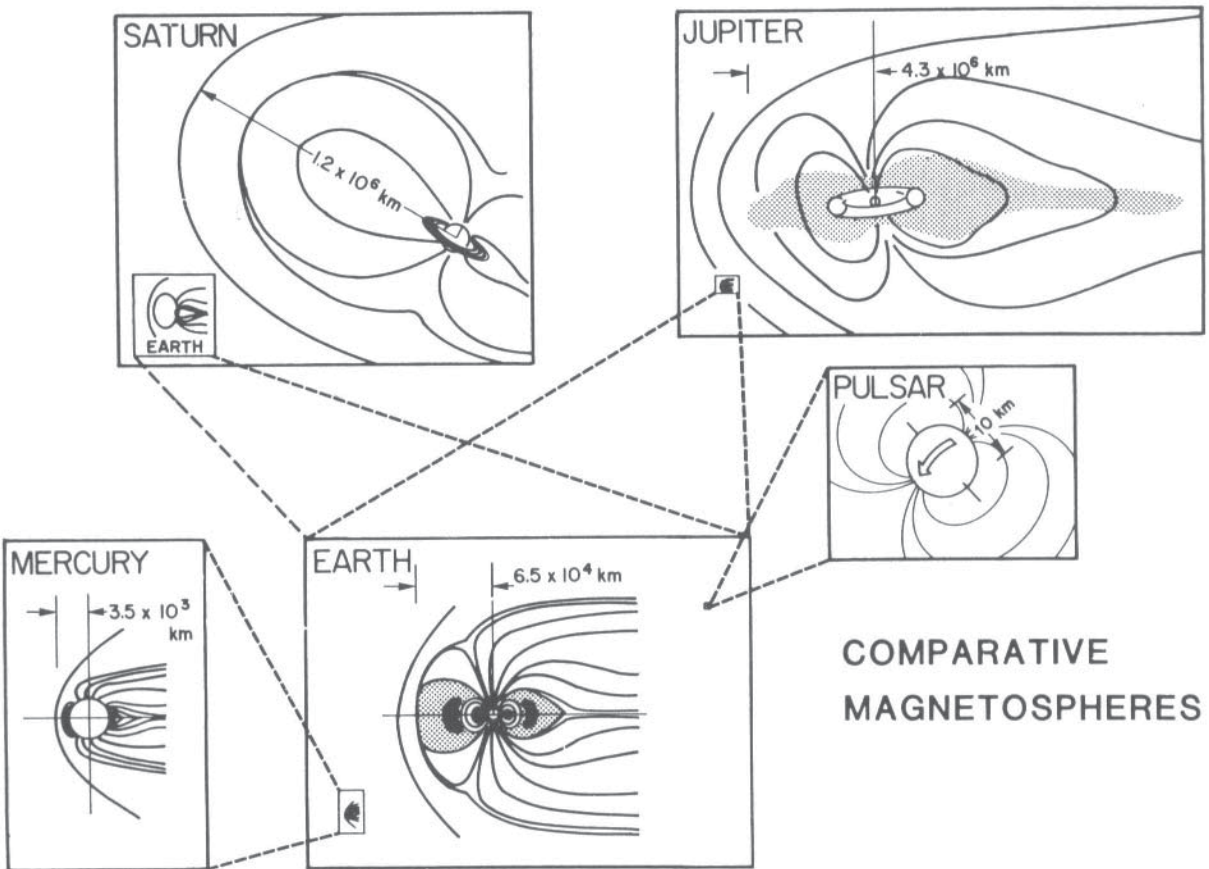 SATURN
1.2 x 10⁶ km
EARTH
JUPITER
4.3 x 10⁶ km
PULSAR
10 km
MERCURY
3.5 x 10³
km
EARTH
6.5 x 10⁴ km
COMPARATIVE
MAGNETOSPHERES